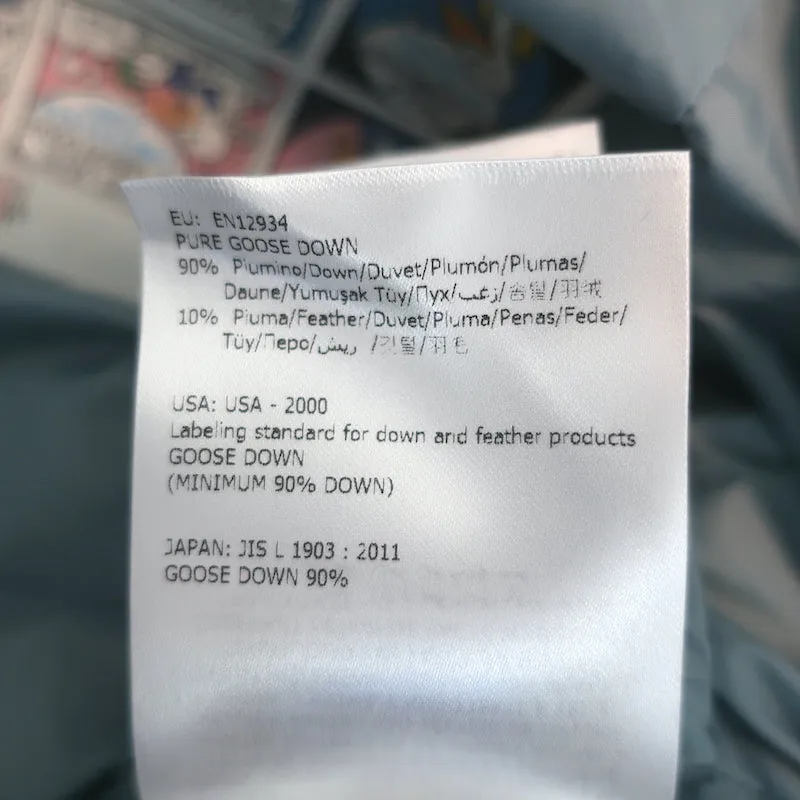 EU: EN12934
PURE GOOSE DOWN
90% Piumino/Down/Duvet/Plumón/Plumas/
Daune/Yumuşak Tüy/Пух/زغب/솜털/羽绒
10% Piuma/Feather/Duvet/Pluma/Penas/Feder/
Tüy/Перо/ريش /깃털/羽毛
USA: USA - 2000
Labeling standard for down and feather products
GOOSE DOWN
(MINIMUM 90% DOWN)
JAPAN: JIS L 1903 : 2011
GOOSE DOWN 90%